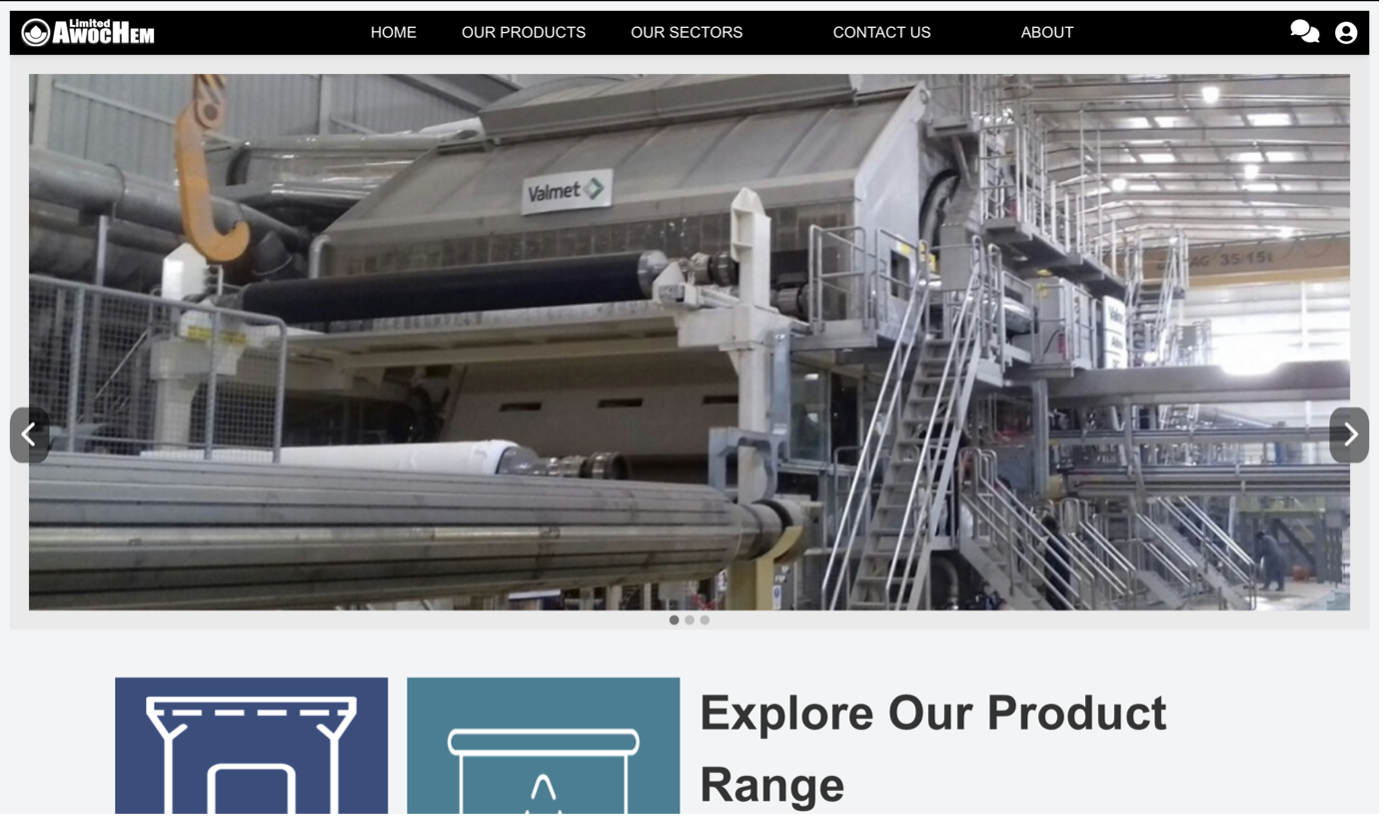 Limited
AWOCHEM
HOME OUR PRODUCTS OUR SECTORS CONTACT US ABOUT
Valmet
AG 35/15t
Explore Our Product
Range